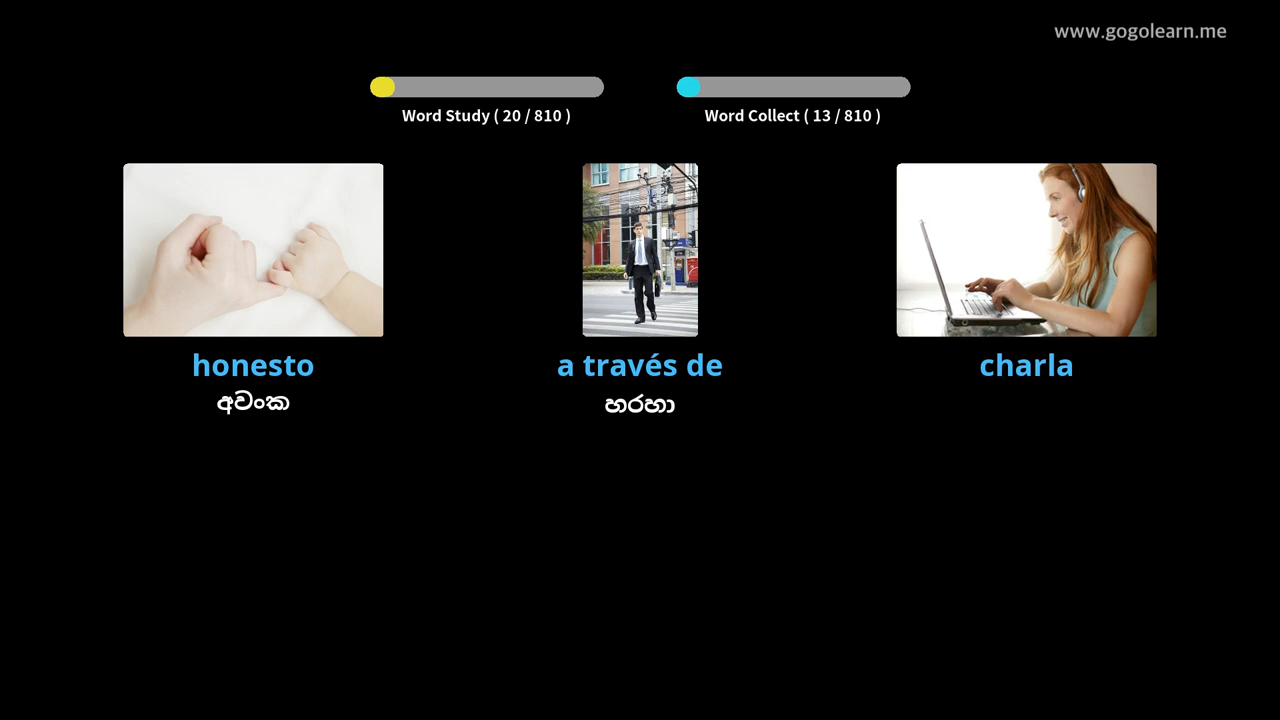 www.gogolearn.me
Word Study ( 20 / 810 )
Word Collect ( 13 / 810 )
honesto
අවංක
a través de
හරහා
charla